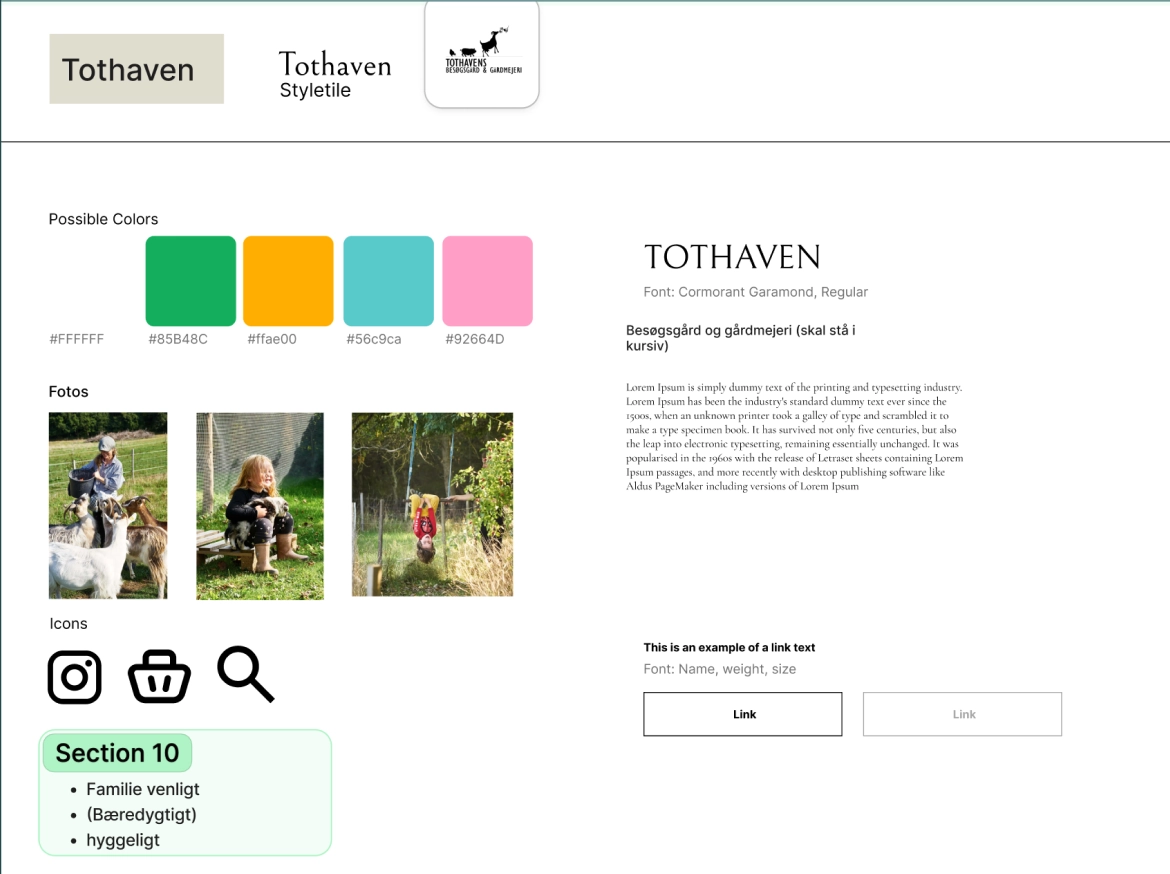 Tothaven
Tothaven
Styletile
TOTHAVENS
BESØGSGÅRD & GÅRDMEJERI
Possible Colors
#FFFFFF
#85B48C
#ffae00
#56c9ca
#92664D
Fotos
Icons
Section 10
Familie venligt
(Bæredygtigt)
hyggeligt
TOTHAVEN
Font: Cormorant Garamond, Regular
Besøgsgård og gårdmejeri (skal stå i
kursiv)
Lorem Ipsum is simply dummy text of the printing and typesetting industry.
Lorem Ipsum has been the industry's standard dummy text ever since the
1500s, when an unknown printer took a galley of type and scrambled it to
make a type specimen book. It has survived not only five centuries, but also
the leap into electronic typesetting, remaining essentially unchanged. It was
popularised in the 1960s with the release of Letraset sheets containing Lorem
Ipsum passages, and more recently with desktop publishing software like
Aldus PageMaker including versions of Lorem Ipsum
This is an example of a link text
Font: Name, weight, size
Link
Link